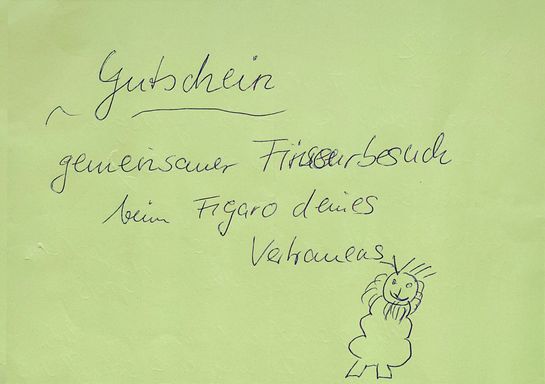 Gutschein
gemeinsamer Friseurbesuch
beim Figaro deines
Vertrauens